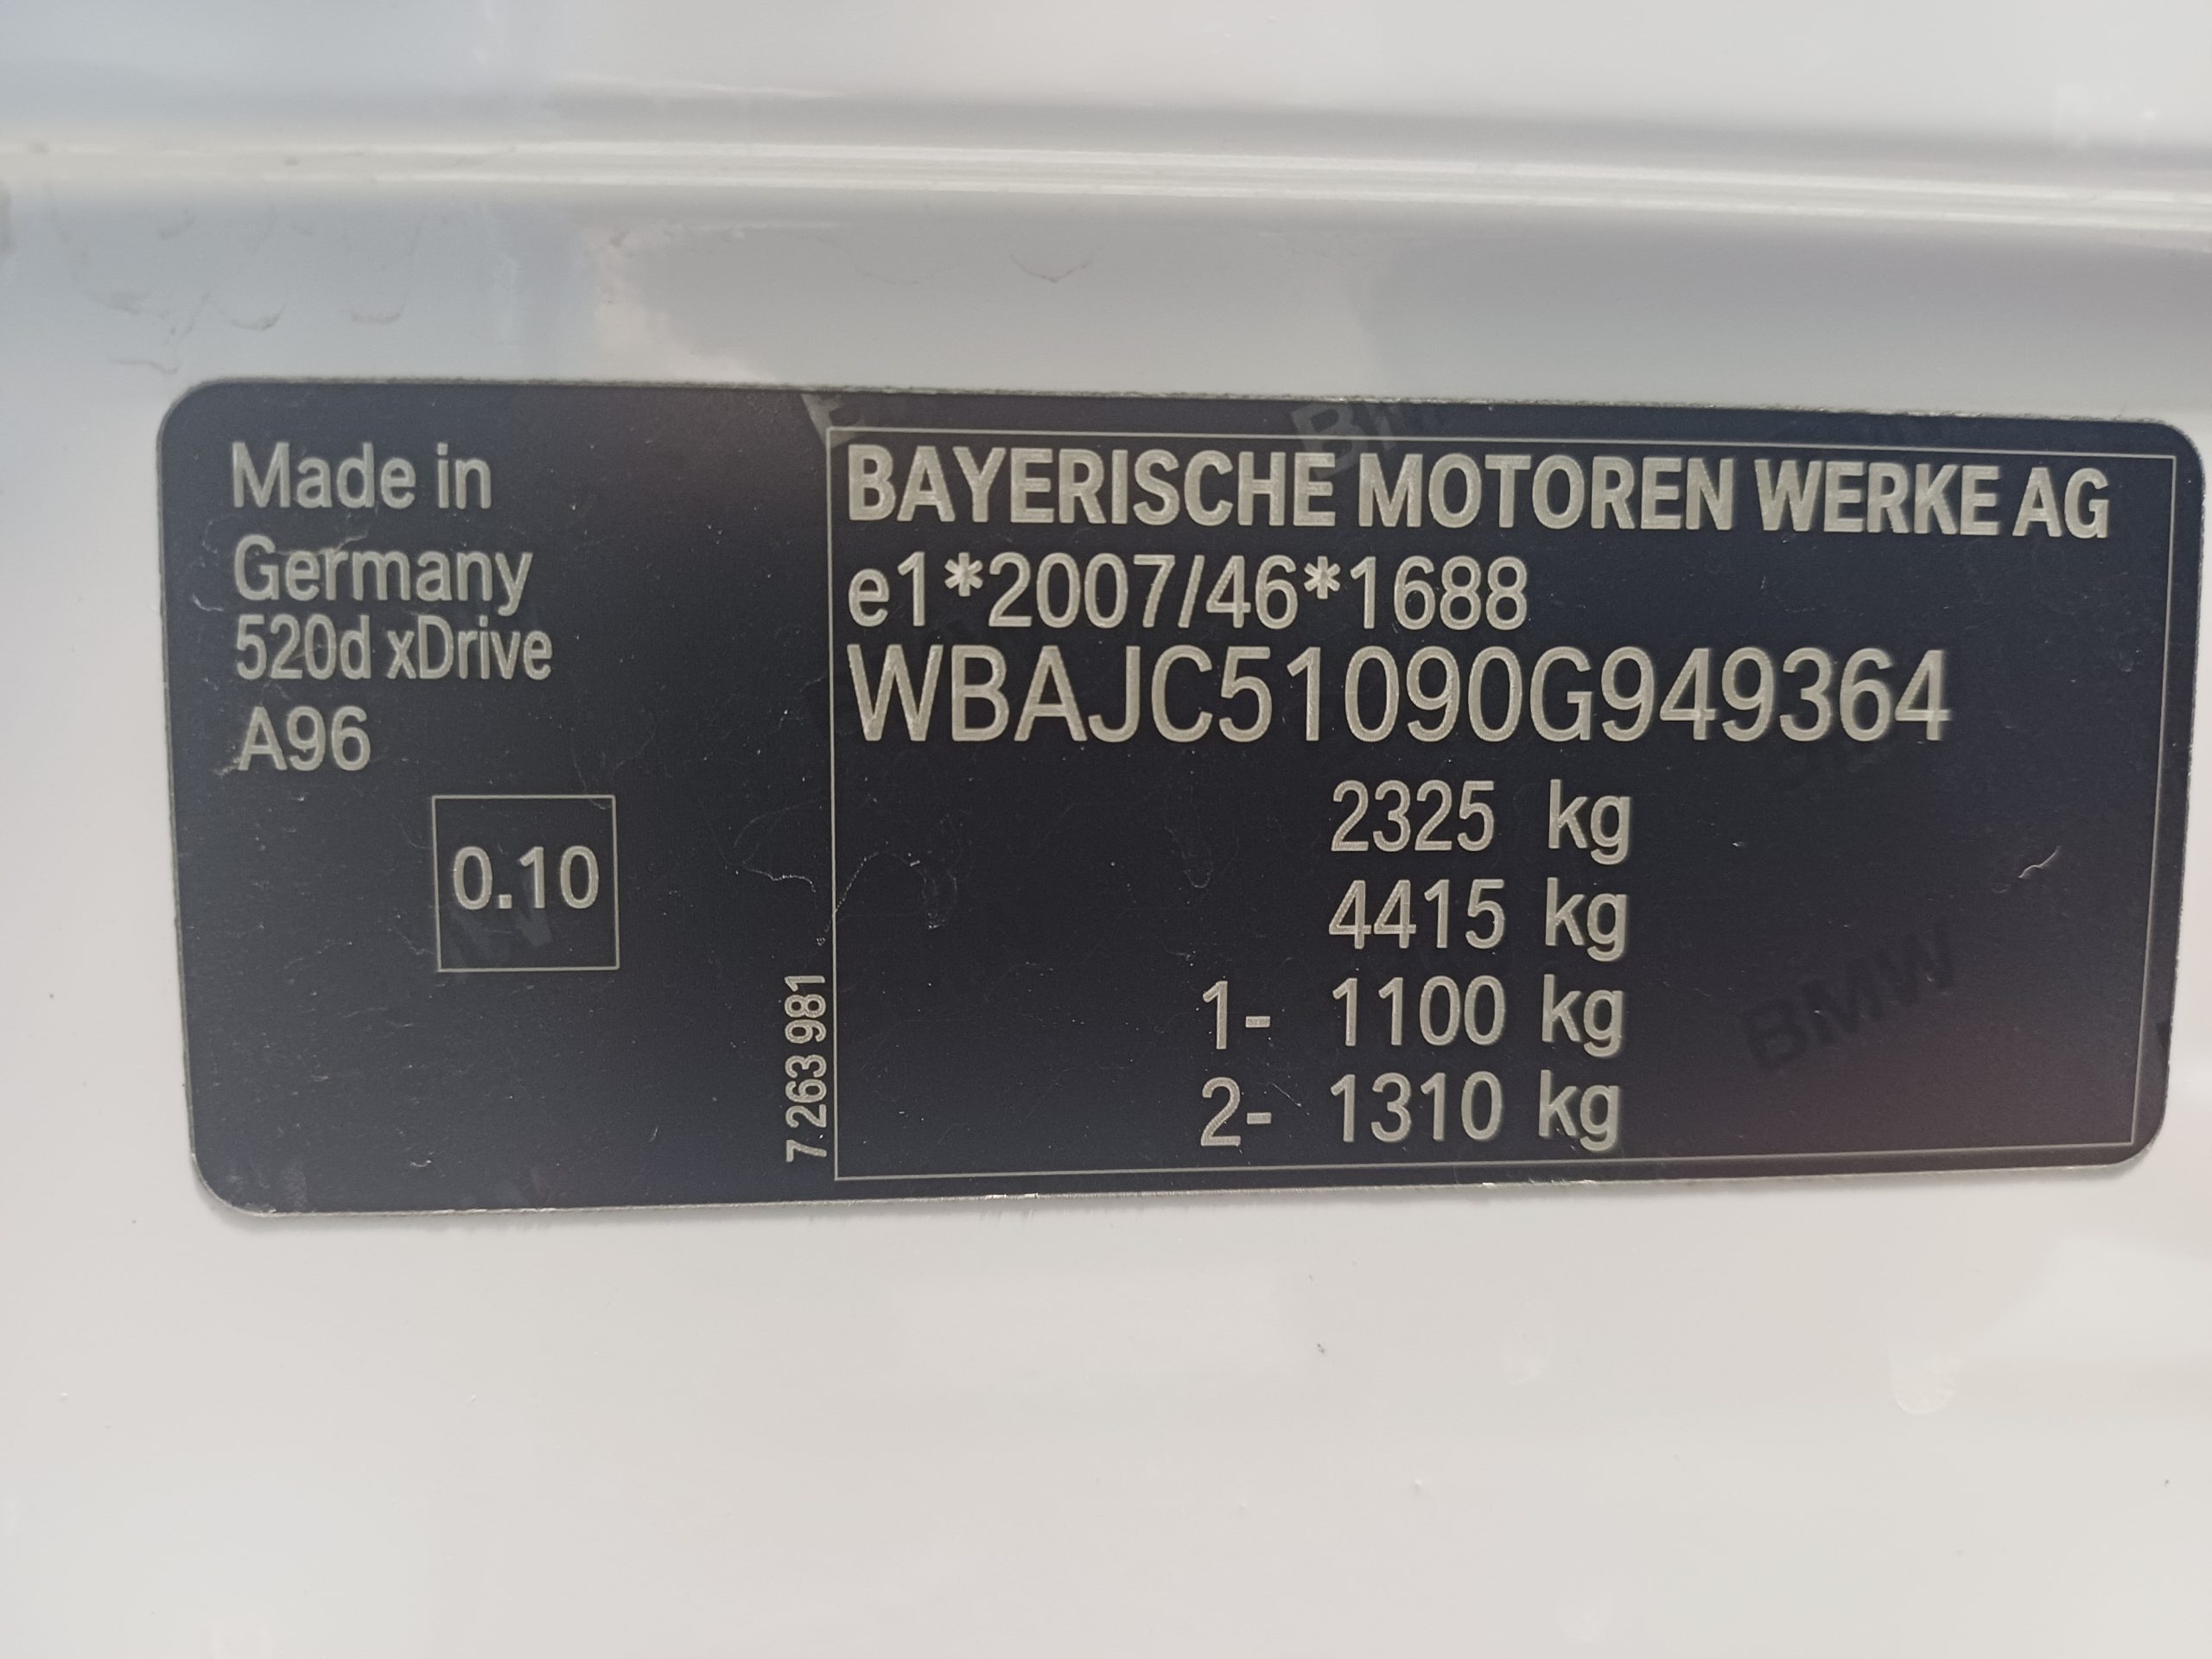 Made in
Germany
520d xDrive
A96
0.10
7 263 981
BAYERISCHE MOTOREN WERKE AG
e1*2007/46*1688
WBAJC51090G949364
2325 kg
4415 kg
1- 1100 kg
2- 1310 kg
BMW